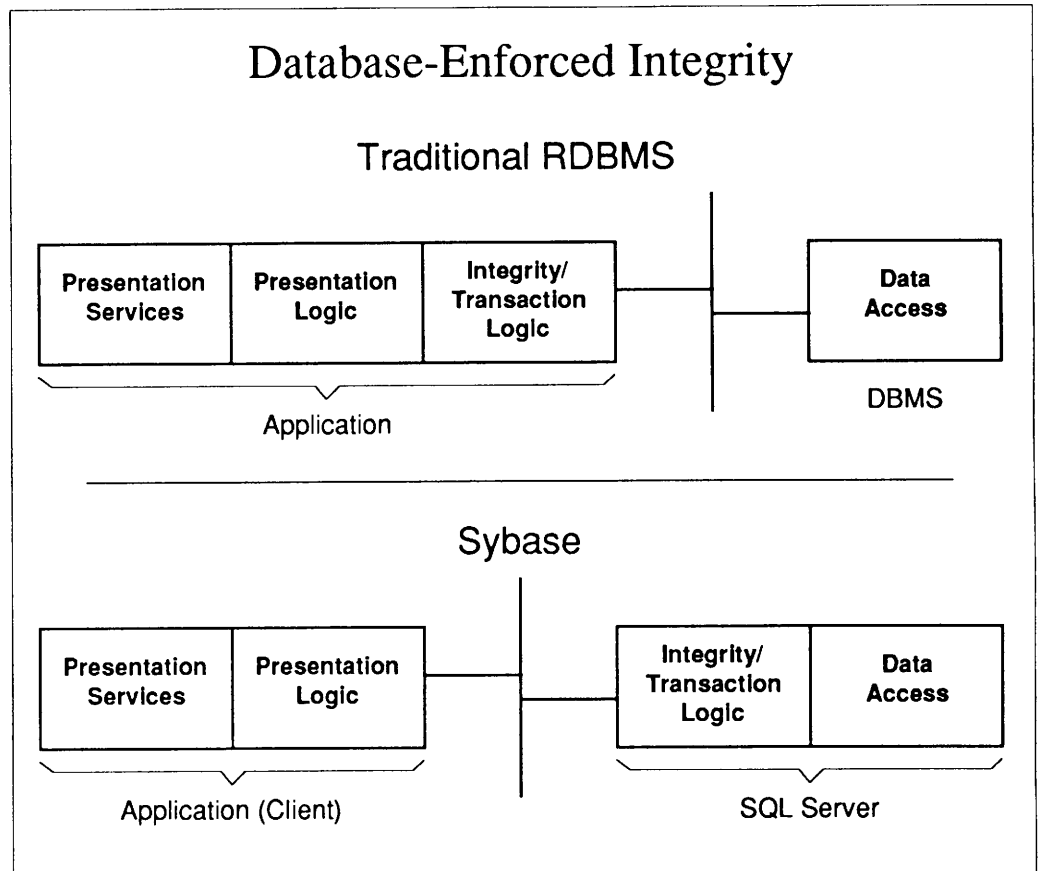 Database-Enforced Integrity
Traditional RDBMS
Presentation
Services
Presentation
Logic
Integrity/
Transaction
Logic
Data
Access
Application
DBMS
Sybase
Presentation
Services
Presentation
Logic
Integrity/
Transaction
Logic
Data
Access
Application (Client)
SQL Server